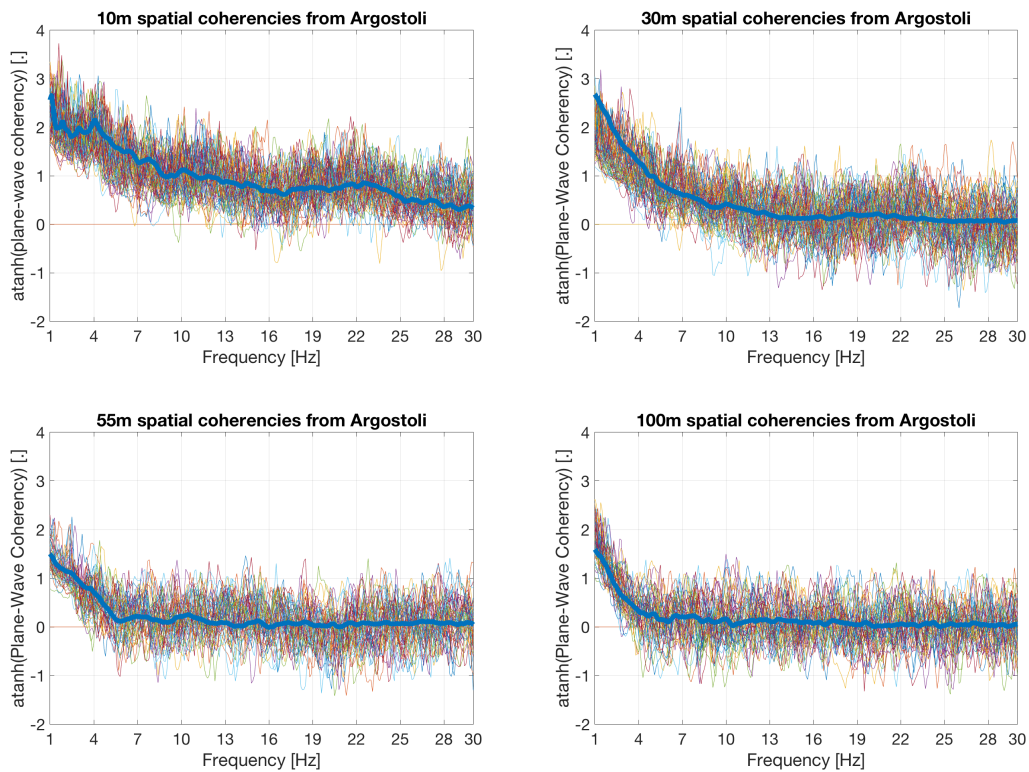 10m spatial coherencies from Argostoli
atanh(plane-wave coherency) [.]
4
3
2
1
0
-1
-2
1 4 7 10 13 16 19 22 25 28 30
Frequency [Hz]
30m spatial coherencies from Argostoli
atanh(Plane-Wave Coherency) [.]
4
3
2
1
0
-1
-2
1 4 7 10 13 16 19 22 25 28 30
Frequency [Hz]
55m spatial coherencies from Argostoli
atanh(Plane-Wave Coherency) [.]
4
3
2
1
0
-1
-2
1 4 7 10 13 16 19 22 25 28 30
Frequency [Hz]
100m spatial coherencies from Argostoli
atanh(Plane-Wave Coherency) [.]
4
3
2
1
0
-1
-2
1 4 7 10 13 16 19 22 25 28 30
Frequency [Hz]